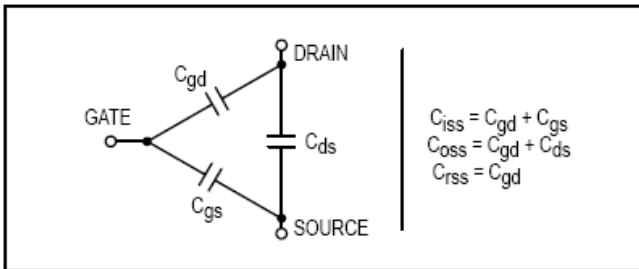 DRAIN
Cgd
GATE
Cds
Cgs
SOURCE
Ciss = Cgd + Cgs
Coss = Cgd + Cds
Crss = Cgd